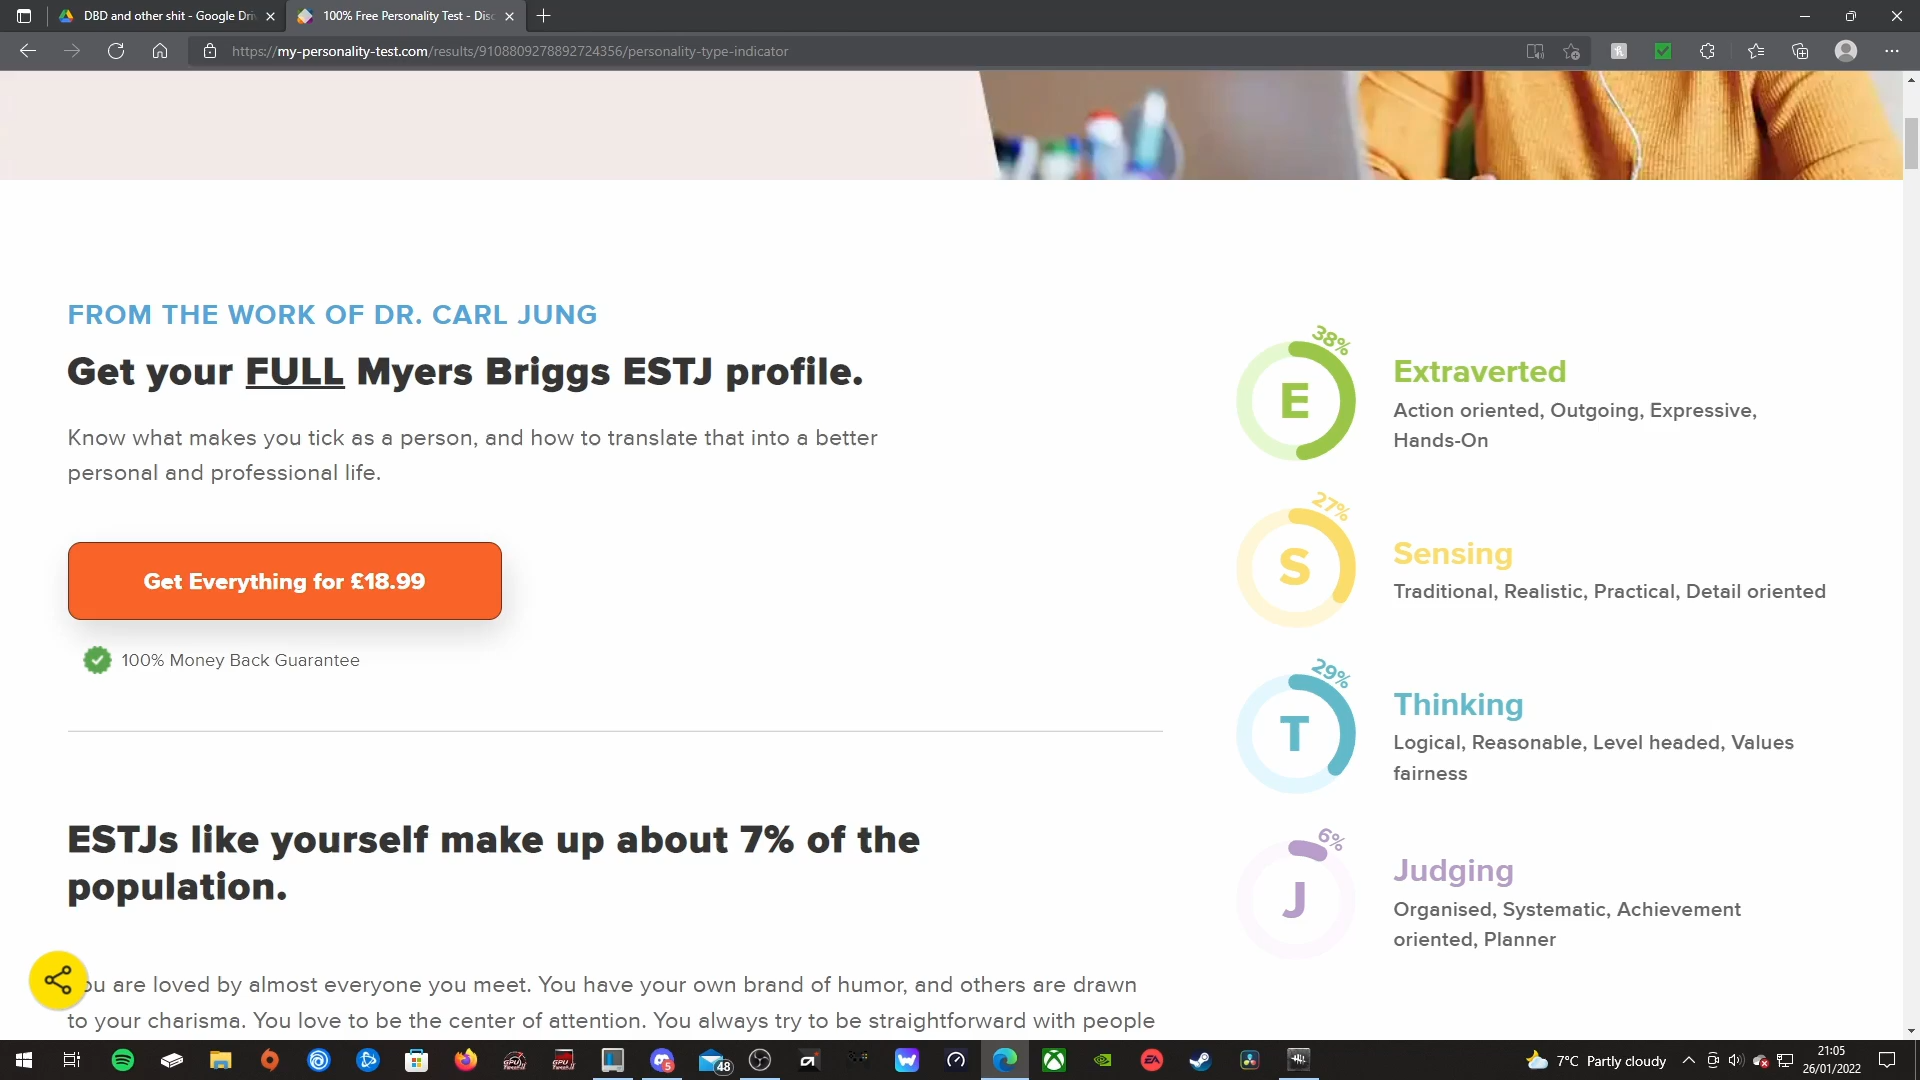 DBD and other shit - Google Dri
100% Free Personality Test - Disc
https://my-personality-test.com/results/9108809278892724356/personality-type-indicator
FROM THE WORK OF DR. CARL JUNG
Get your FULL Myers Briggs ESTJ profile.
Know what makes you tick as a person, and how to translate that into a better
personal and professional life.
Get Everything for £18.99
100% Money Back Guarantee
38%
E
Extraverted
Action oriented, Outgoing, Expressive,
Hands-On
27%
S
Sensing
Traditional, Realistic, Practical, Detail oriented
29%
T
Thinking
Logical, Reasonable, Level headed, Values
fairness
6%
J
Judging
Organised, Systematic, Achievement
oriented, Planner
ESTJs like yourself make up about 7% of the
population.
ou are loved by almost everyone you meet. You have your own brand of humor, and others are drawn
to your charisma. You love to be the center of attention. You always try to be straightforward with people
5
48
EA
7°C Partly cloudy
21:05
26/01/2022